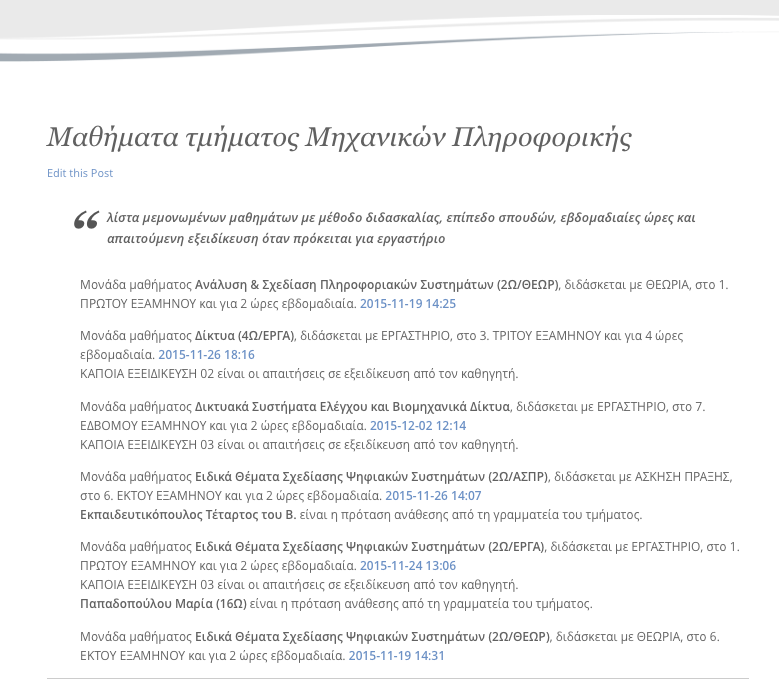 Μαθήματα τμήματος Μηχανικών Πληροφορικής
Edit this Post
“ λίστα μεμονωμένων μαθημάτων με μέθοδο διδασκαλίας, επίπεδο σπουδών, εβδομαδιαίες ώρες και
απαιτούμενη εξειδίκευση όταν πρόκειται για εργαστήριο
Μονάδα μαθήματος Ανάλυση & Σχεδίαση Πληροφοριακών Συστημάτων (2Ω/ΘΕΩΡ), διδάσκεται με ΘΕΩΡΙΑ, στο 1.
ΠΡΩΤΟΥ ΕΞΑΜΗΝΟΥ και για 2 ώρες εβδομαδιαία. 2015-11-19 14:25
Μονάδα μαθήματος Δίκτυα (4Ω/ΕΡΓΑ), διδάσκεται με ΕΡΓΑΣΤΗΡΙΟ, στο 3. ΤΡΙΤΟΥ ΕΞΑΜΗΝΟΥ και για 4 ώρες
εβδομαδιαία. 2015-11-26 18:16
ΚΑΠΟΙΑ ΕΞΕΙΔΙΚΕΥΣΗ 02 είναι οι απαιτήσεις σε εξειδίκευση από τον καθηγητή.
Μονάδα μαθήματος Δικτυακά Συστήματα Ελέγχου και Βιομηχανικά Δίκτυα, διδάσκεται με ΕΡΓΑΣΤΗΡΙΟ, στο 7.
ΕΔΒΟΜΟΥ ΕΞΑΜΗΝΟΥ και για 2 ώρες εβδομαδιαία. 2015-12-02 12:14
ΚΑΠΟΙΑ ΕΞΕΙΔΙΚΕΥΣΗ 03 είναι οι απαιτήσεις σε εξειδίκευση από τον καθηγητή.
Μονάδα μαθήματος Ειδικά Θέματα Σχεδίασης Ψηφιακών Συστημάτων (2Ω/ΑΣΠΡ), διδάσκεται με ΑΣΚΗΣΗ ΠΡΑΞΗΣ,
στο 6. ΕΚΤΟΥ ΕΞΑΜΗΝΟΥ και για 2 ώρες εβδομαδιαία. 2015-11-26 14:07
Εκπαιδευτικόπουλος Τέταρτος του Β. είναι η πρόταση ανάθεσης από τη γραμματεία του τμήματος.
Μονάδα μαθήματος Ειδικά Θέματα Σχεδίασης Ψηφιακών Συστημάτων (2Ω/ΕΡΓΑ), διδάσκεται με ΕΡΓΑΣΤΗΡΙΟ, στο 1.
ΠΡΩΤΟΥ ΕΞΑΜΗΝΟΥ και για 2 ώρες εβδομαδιαία. 2015-11-24 13:06
ΚΑΠΟΙΑ ΕΞΕΙΔΙΚΕΥΣΗ 03 είναι οι απαιτήσεις σε εξειδίκευση από τον καθηγητή.
Παπαδοπούλου Μαρία (16Ω) είναι η πρόταση ανάθεσης από τη γραμματεία του τμήματος.
Μονάδα μαθήματος Ειδικά Θέματα Σχεδίασης Ψηφιακών Συστημάτων (2Ω/ΘΕΩΡ), διδάσκεται με ΘΕΩΡΙΑ, στο 6.
ΕΚΤΟΥ ΕΞΑΜΗΝΟΥ και για 2 ώρες εβδομαδιαία. 2015-11-19 14:31